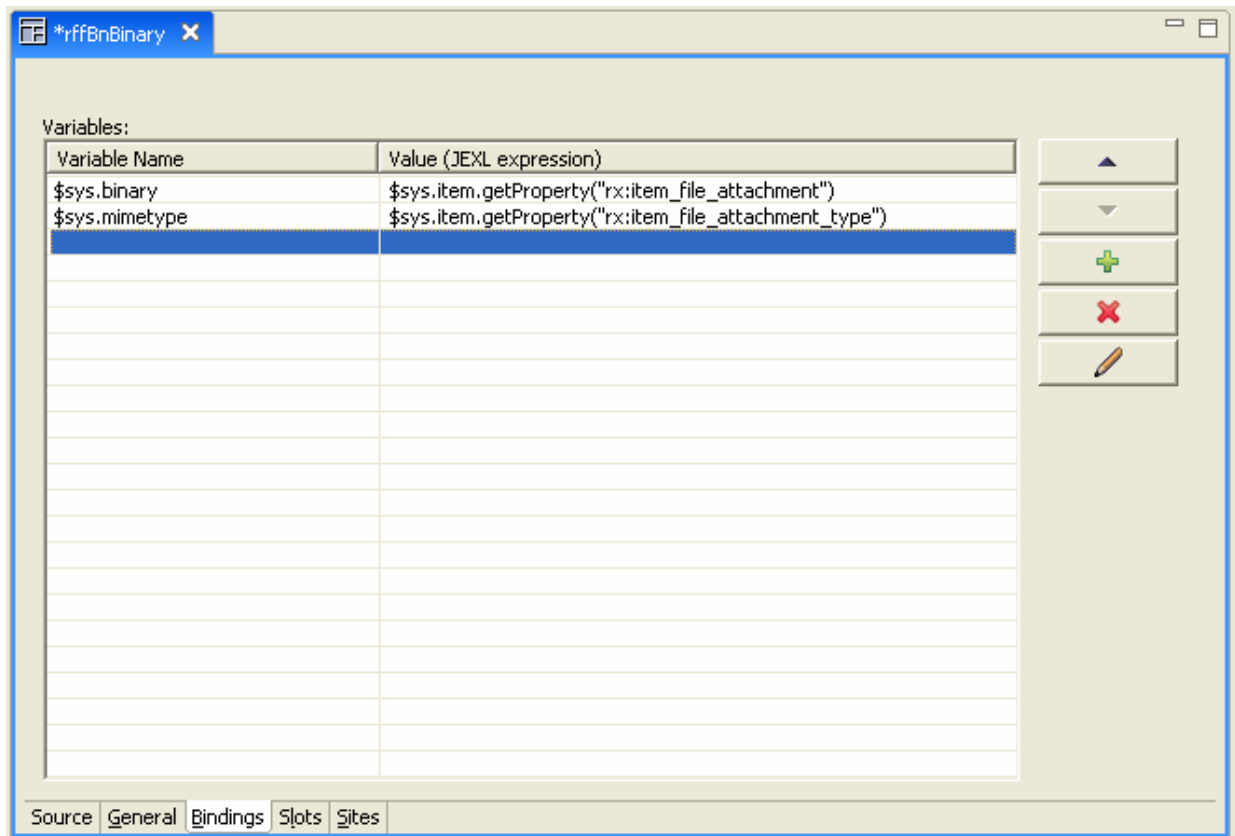 *rffBnBinary
Variables:
Variable Name Value (JEXL expression)
$sys.binary $sys.item.getProperty("rx:item_file_attachment")
$sys.mimetype $sys.item.getProperty("rx:item_file_attachment_type")
Source General Bindings Slots Sites